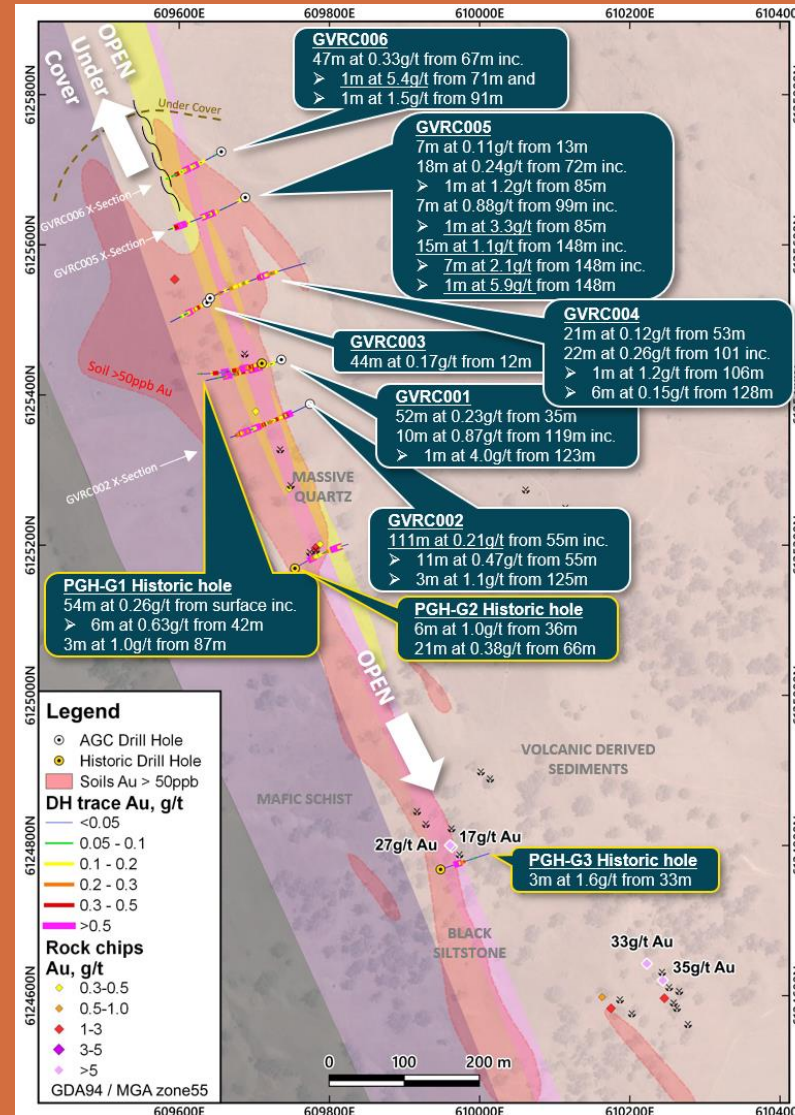 609600E 609800E 610000E 610200E 610400
6125800N
6125600N
6125400N
6125200N
6125000N
6124800N
6124600N
OPEN
Under
Cover
Under Cover
GVRC006
47m at 0.33g/t from 67m inc.
➢ 1m at 5.4g/t from 71m and
➢ 1m at 1.5g/t from 91m
GVRC005
7m at 0.11g/t from 13m
18m at 0.24g/t from 72m inc.
➢ 1m at 1.2g/t from 85m
7m at 0.88g/t from 99m inc.
➢ 1m at 3.3g/t from 85m
15m at 1.1g/t from 148m inc.
➢ 7m at 2.1g/t from 148m inc.
➢ 1m at 5.9g/t from 148m
GVRC006 X-Section
GVRC005 X-Section
GVRC004
21m at 0.12g/t from 53m
22m at 0.26g/t from 101 inc.
➢ 1m at 1.2g/t from 106m
➢ 6m at 0.15g/t from 128m
GVRC003
44m at 0.17g/t from 12m
Soil >50ppb Au
GVRC001
52m at 0.23g/t from 35m
10m at 0.87g/t from 119m inc.
➢ 1m at 4.0g/t from 123m
GVRC002 X-Section
MASSIVE
QUARTZ
GVRC002
111m at 0.21g/t from 55m inc.
➢ 11m at 0.47g/t from 55m
➢ 3m at 1.1g/t from 125m
PGH-G1 Historic hole
54m at 0.26g/t from surface inc.
➢ 6m at 0.63g/t from 42m
3m at 1.0g/t from 87m
PGH-G2 Historic hole
6m at 1.0g/t from 36m
21m at 0.38g/t from 66m
OPEN
VOLCANIC DERIVED
SEDIMENTS
MAFIC SCHIST
27g/t Au 17g/t Au
PGH-G3 Historic hole
3m at 1.6g/t from 33m
BLACK
SILTSTONE
33g/t Au
35g/t Au
Legend
AGC Drill Hole
Historic Drill Hole
Soils Au > 50ppb
DH trace Au, g/t
<0.05
0.05 - 0.1
0.1 - 0.2
0.2 - 0.3
0.3 - 0.5
>0.5
Rock chips
Au, g/t
0.3-0.5
0.5-1.0
1-3
3-5
>5
GDA94 / MGA zone55
0 100 200 m
609600E 609800E 610000E 610200E 610400